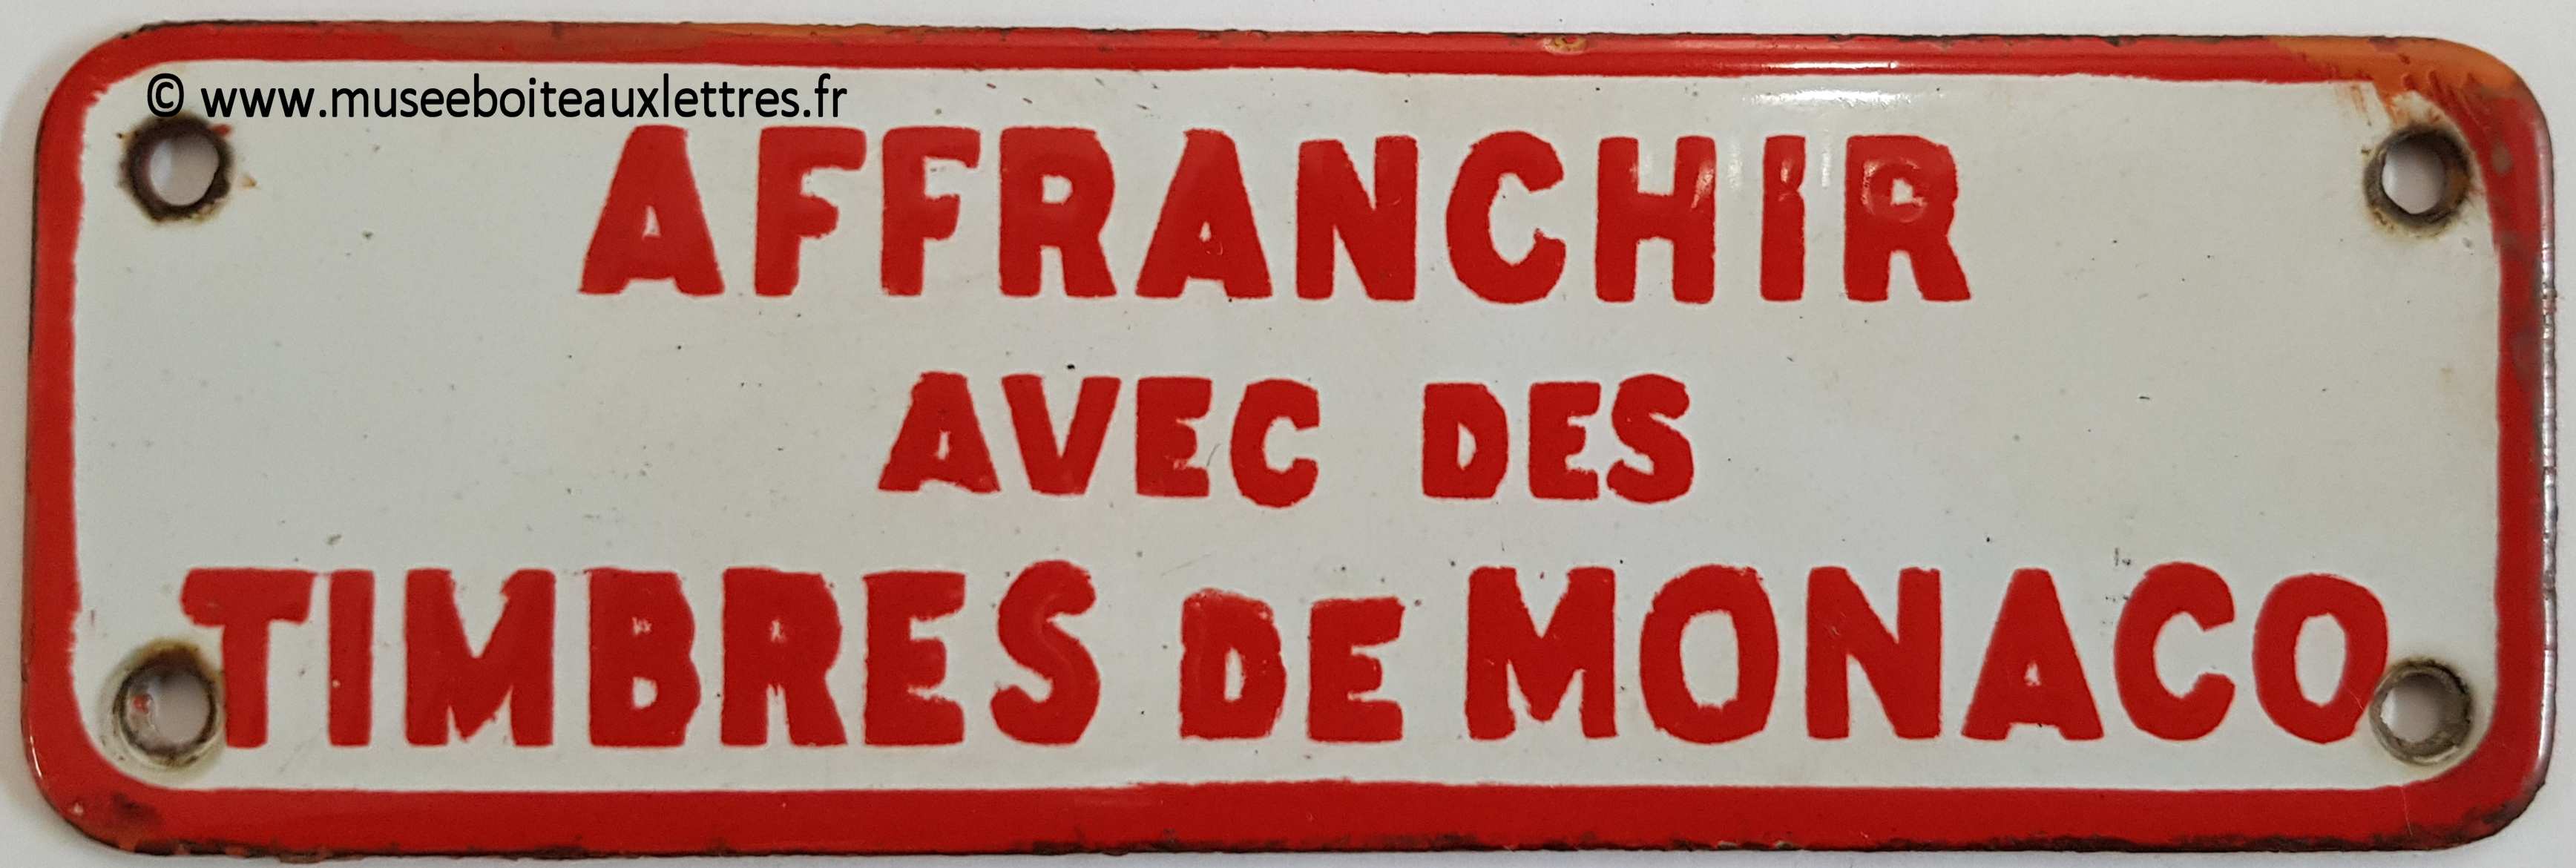 © www.museeboiteauxlettres.fr
AFFRANCHIR
AVEC DES
TIMBRES DE MONACO